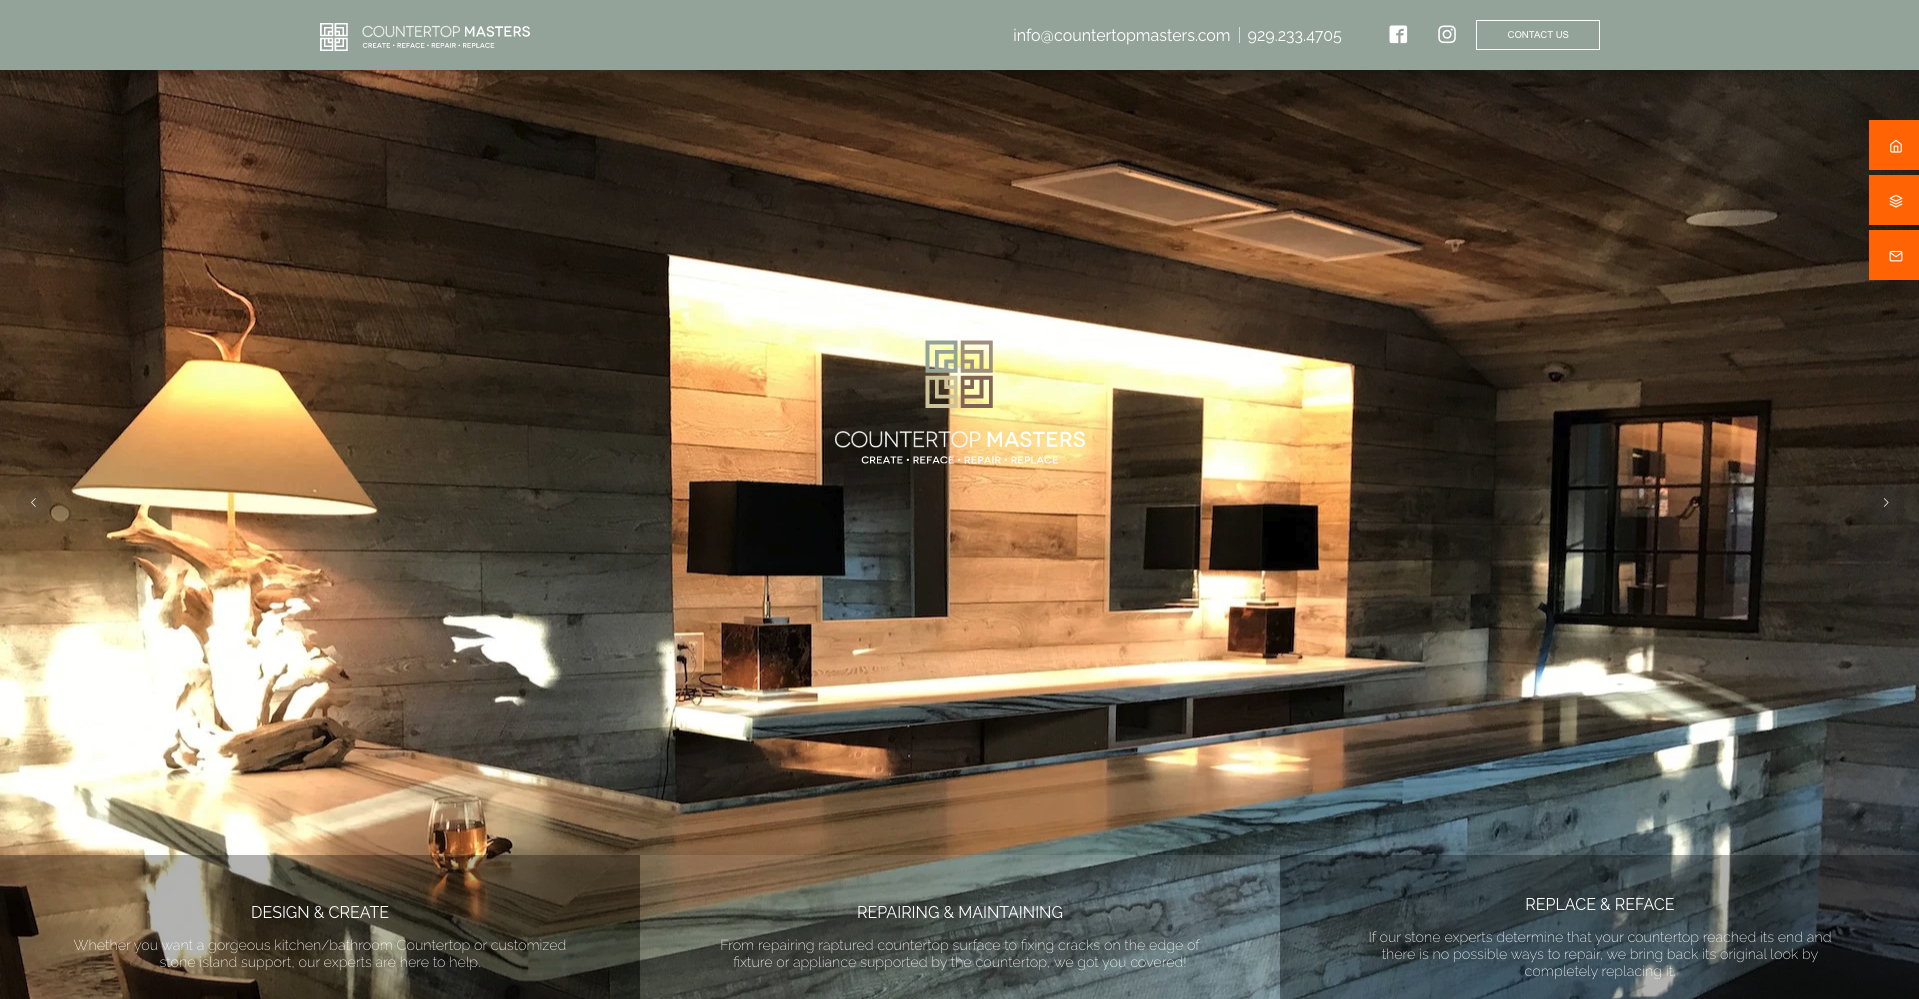 COUNTERTOP MASTERS
CREATE • REFACE • REPAIR • REPLACE
info@countertopmasters.com | 929.233.4705
CONTACT US
COUNTERTOP MASTERS
CREATE • REFACE • REPAIR • REPLACE
DESIGN & CREATE
Whether you want a gorgeous kitchen/bathroom Countertop or customized
stone island support, our experts are here to help.
REPAIRING & MAINTAINING
From repairing raptured countertop surface to fixing cracks on the edge of
fixture or appliance supported by the countertop, we got you covered!
REPLACE & REFACE
If our stone experts determine that your countertop reached its end and
there is no possible ways to repair, we bring back its original look by
completely replacing it.